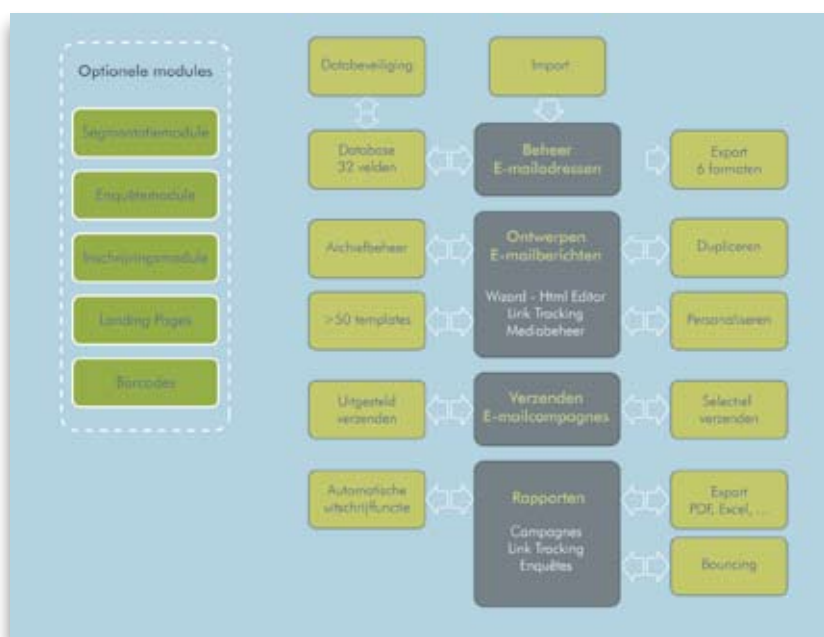 Optionele modules
Segmentatiemodule
Enquêtemodule
Inschrijvingsmodule
Landing Pages
Barcodes
Databeveiliging
Import
Database
32 velden
Beheer
E-mailadressen
Export
6 formaten
Archiefbeheer
Ontwerpen
E-mailberichten
Wizard - Html Editor
Link Tracking
Mediabeheer
Dupliceren
>50 templates
Personaliseren
Uitgesteld
verzenden
Verzenden
E-mailcampagnes
Selectief
verzenden
Automatische
uitschrijffunctie
Rapporten
Campagnes
Link Tracking
Enquêtes
Export
PDF, Excel, ...
Bouncing